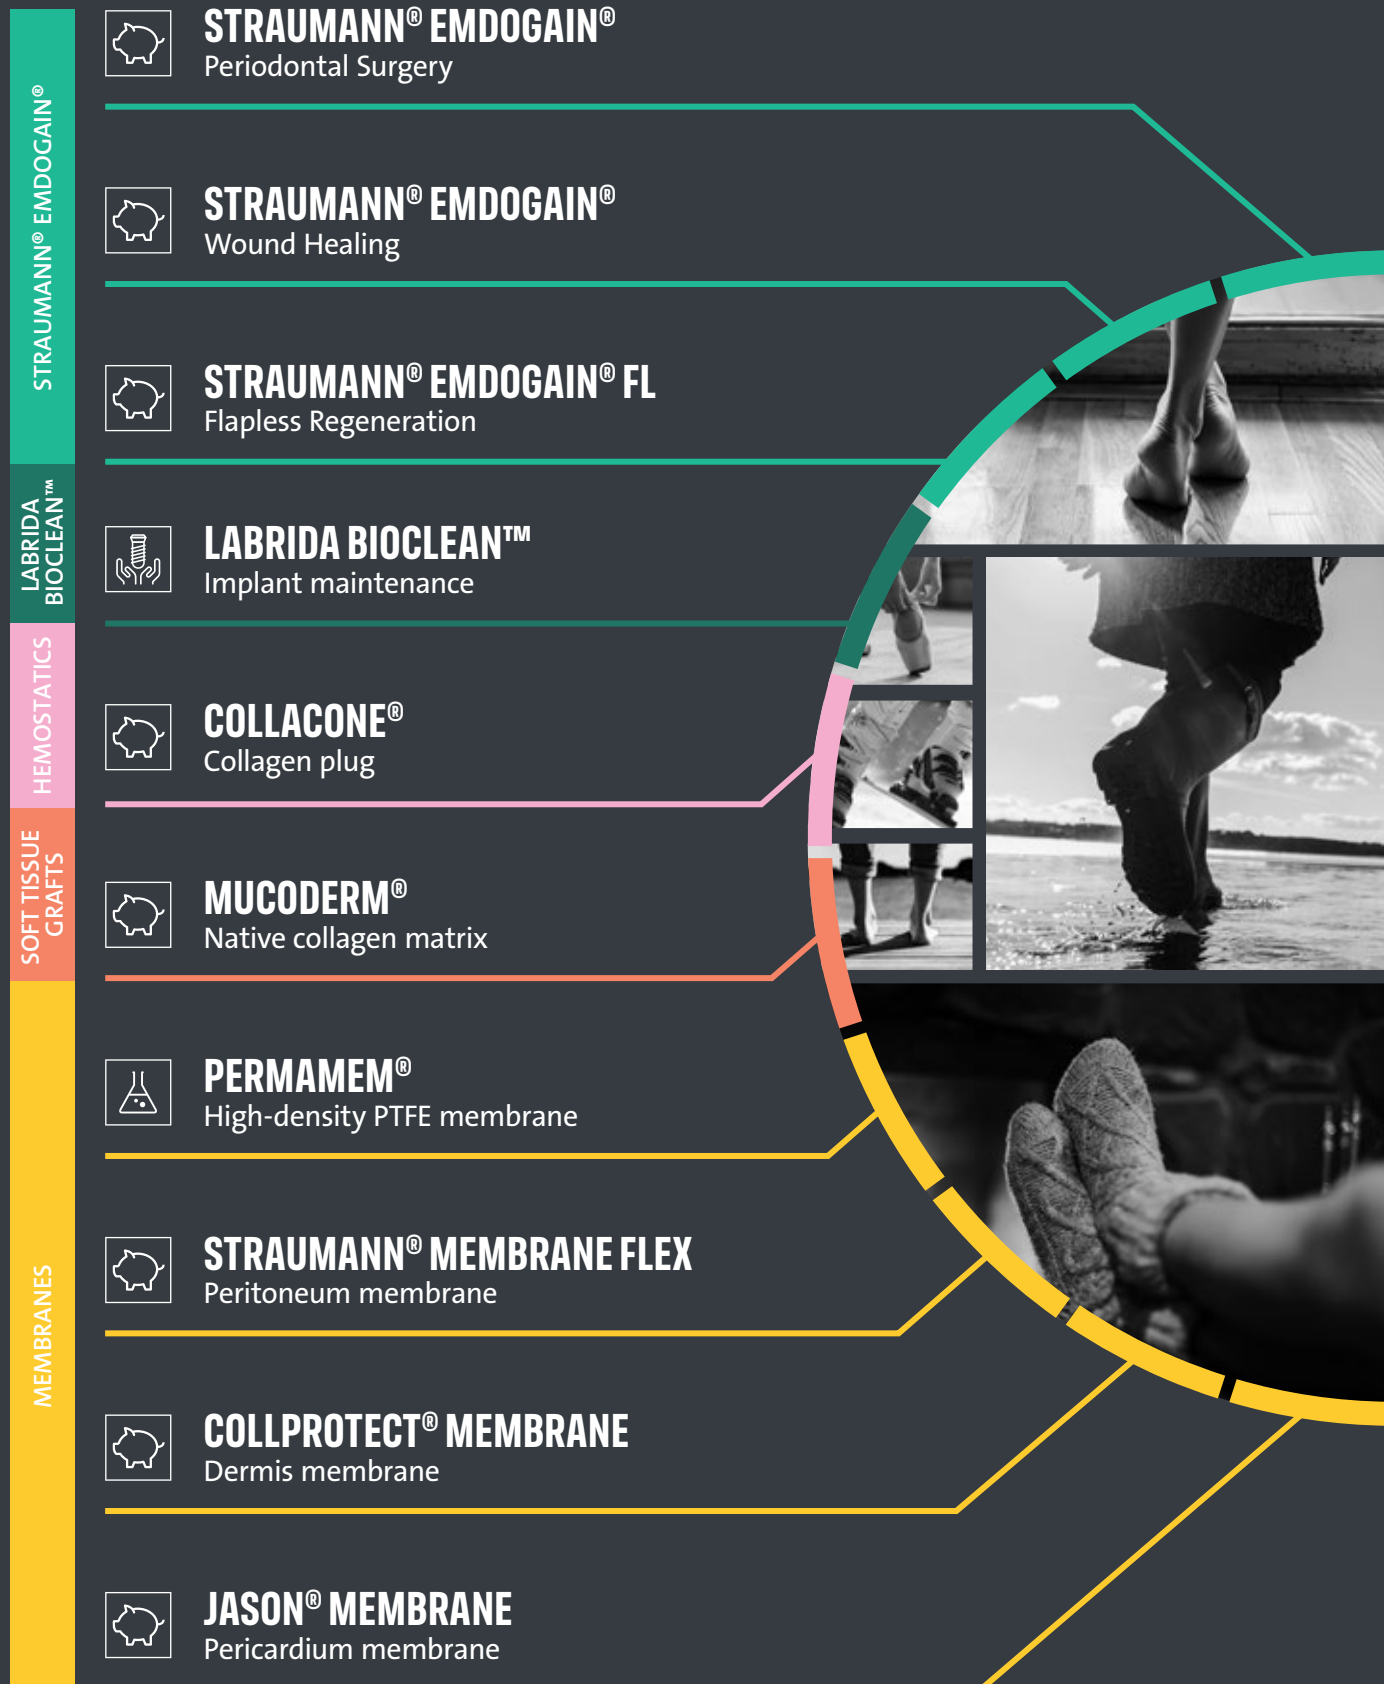 STRAUMANN® EMDOGAIN®
STRAUMANN® EMDOGAIN®
Periodontal Surgery
STRAUMANN® EMDOGAIN®
Wound Healing
STRAUMANN® EMDOGAIN® FL
Flapless Regeneration
LABRIDA
BIOCLEAN™
LABRIDA BIOCLEAN™
Implant maintenance
HEMOSTATICS
COLLACONE®
Collagen plug
SOFT TISSUE
GRAFTS
MUCODERM®
Native collagen matrix
MEMBRANES
PERMAMEM®
High-density PTFE membrane
STRAUMANN® MEMBRANE FLEX
Peritoneum membrane
COLLPROTECT® MEMBRANE
Dermis membrane
JASON® MEMBRANE
Pericardium membrane